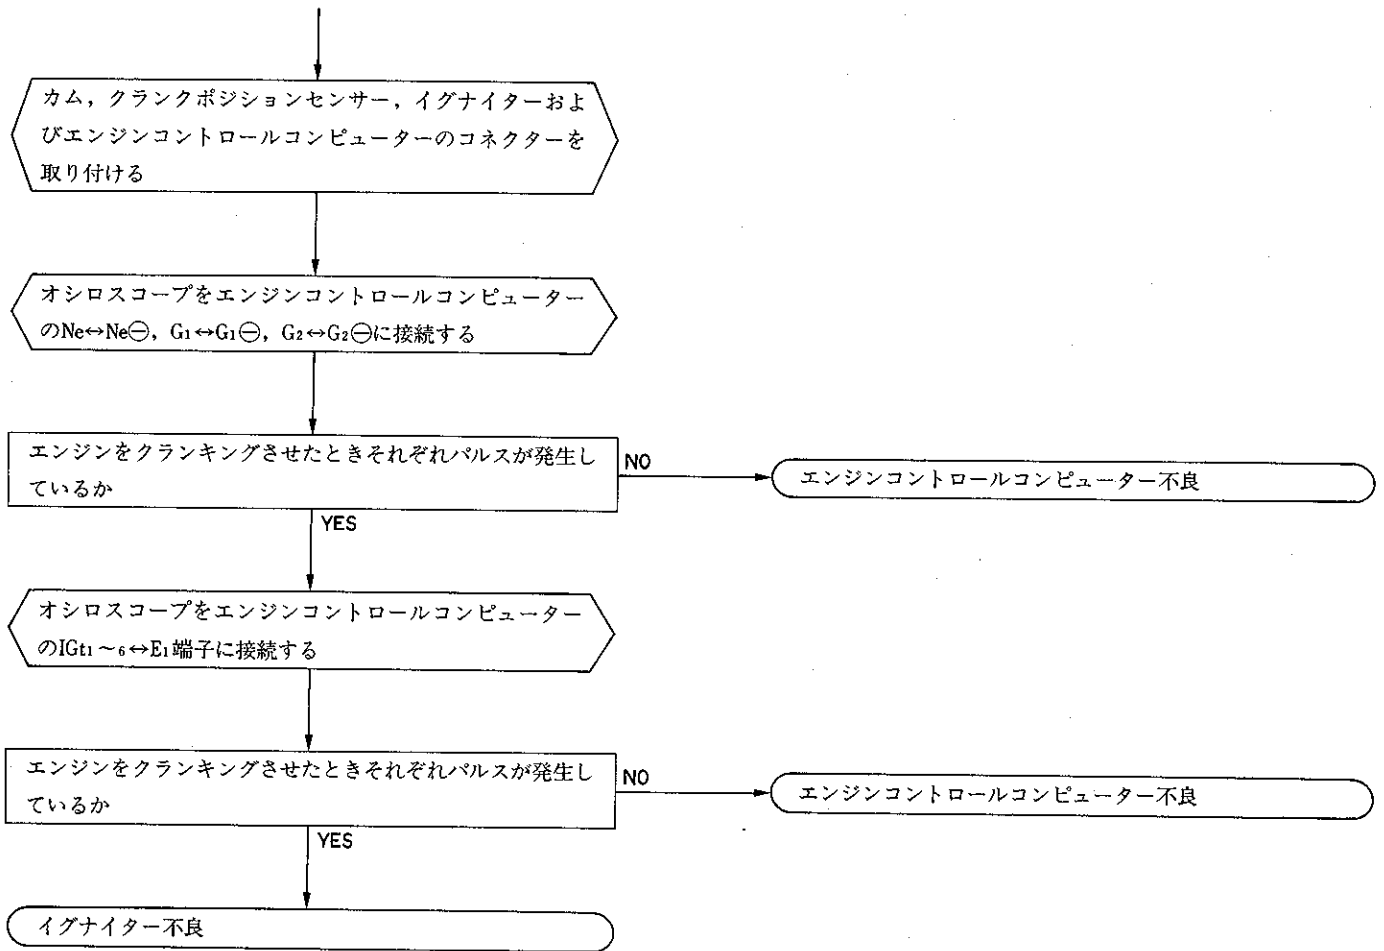 カム，クランクポジションセンサー，イグナイターおよ
びエンジンコントロールコンピューターのコネクターを
取り付ける
オシロスコープをエンジンコントロールコンピューター
のNe↔Ne⊖，G₁↔G₁⊖，G₂↔G₂⊖に接続する
エンジンをクランキングさせたときそれぞれパルスが発生し
ているか
NO
エンジンコントロールコンピューター不良
YES
オシロスコープをエンジンコントロールコンピューター
のIGt₁～₆↔E₁端子に接続する
エンジンをクランキングさせたときそれぞれパルスが発生し
ているか
NO
エンジンコントロールコンピューター不良
YES
イグナイター不良